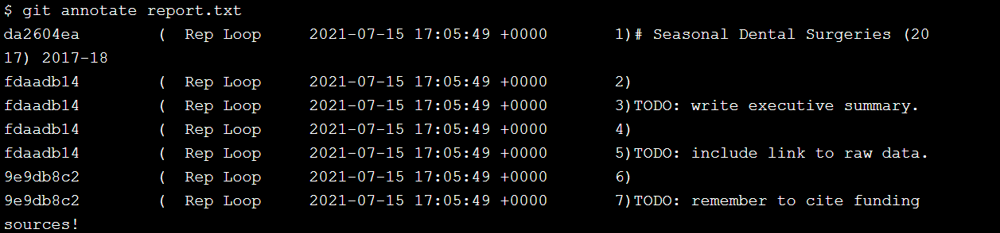 $ git annotate report.txt
da2604ea        (  Rep Loop     2021-07-15 17:05:49 +0000       1)# Seasonal Dental Surgeries (20
17) 2017-18
fdaadb14        (  Rep Loop     2021-07-15 17:05:49 +0000       2)
fdaadb14        (  Rep Loop     2021-07-15 17:05:49 +0000       3)TODO: write executive summary.
fdaadb14        (  Rep Loop     2021-07-15 17:05:49 +0000       4)
fdaadb14        (  Rep Loop     2021-07-15 17:05:49 +0000       5)TODO: include link to raw data.
9e9db8c2        (  Rep Loop     2021-07-15 17:05:49 +0000       6)
9e9db8c2        (  Rep Loop     2021-07-15 17:05:49 +0000       7)TODO: remember to cite funding
sources!